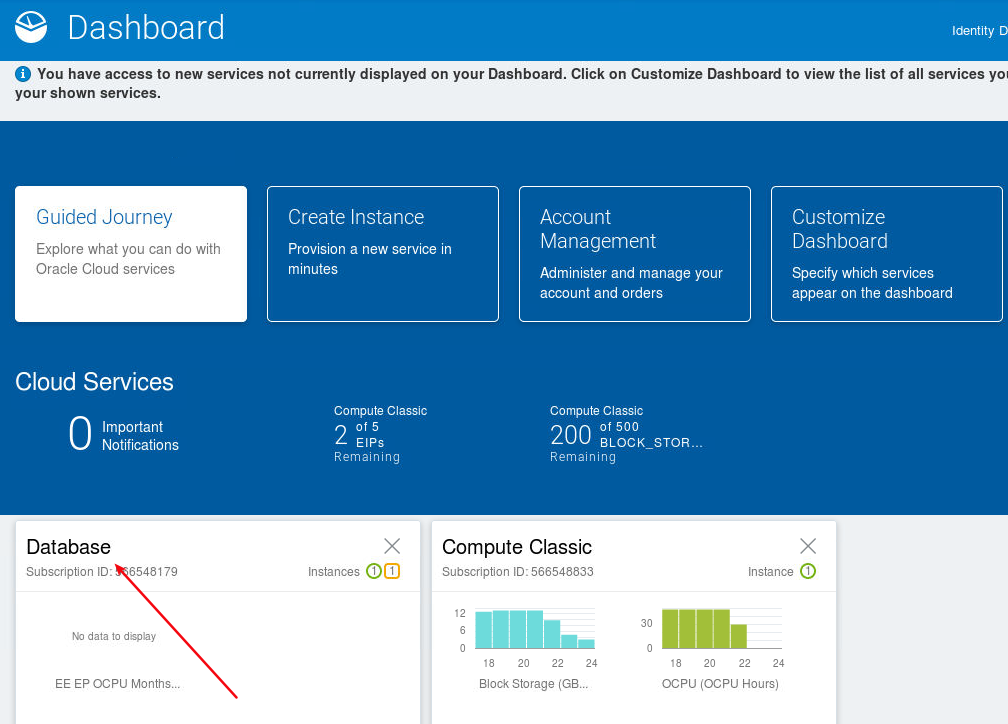 Dashboard
Identity D
You have access to new services not currently displayed on your Dashboard. Click on Customize Dashboard to view the list of all services you
your shown services.
Guided Journey
Explore what you can do with
Oracle Cloud services
Create Instance
Provision a new service in
minutes
Account
Management
Administer and manage your
account and orders
Customize
Dashboard
Specify which services
appear on the dashboard
Cloud Services
0 Important
Notifications
Compute Classic
2 of 5
EIPs
Remaining
Compute Classic
200 of 500
BLOCK_STOR...
Remaining
Database
Subscription ID: 566548179
Instances 1 1
No data to display
EE EP OCPU Months...
Compute Classic
Subscription ID: 566548833
Instance 1
12
6
0
18 20 22 24
Block Storage (GB...
30
0
18 20 22 24
OCPU (OCPU Hours)